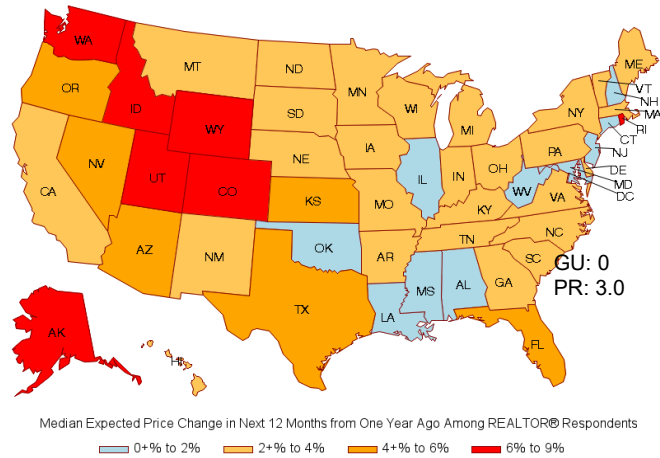 WA
MT
ND
MN
ME
VT
NH
MA
RI
CT
NJ
DE
MD
DC
OR
ID
WY
SD
WI
MI
NY
PA
IA
NE
IL
IN
OH
WV
VA
NV
UT
CO
KS
MO
KY
CA
AZ
NM
OK
AR
TN
NC
SC
TX
LA
MS
AL
GA
FL
AK
HI
GU: 0
PR: 3.0
Median Expected Price Change in Next 12 Months from One Year Ago Among REALTOR® Respondents
0+% to 2% 2+% to 4% 4+% to 6% 6% to 9%